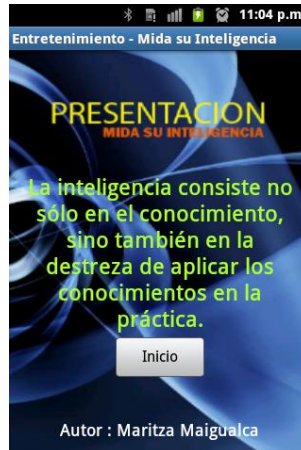 11:04 p.m
Entretenimiento - Mida su Inteligencia
PRESENTACION
MIDA SU INTELIGENCIA
La inteligencia consiste no
sólo en el conocimiento,
sino también en la
destreza de aplicar los
conocimientos en la
práctica.
Inicio
Autor : Maritza Maigualca